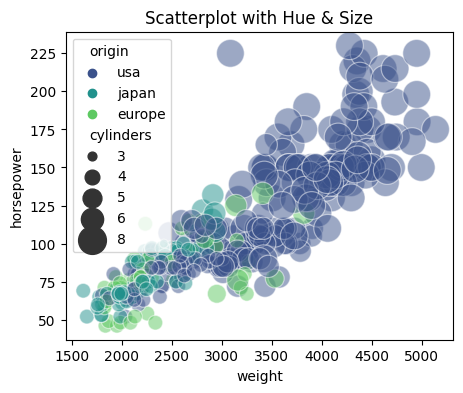 Scatterplot with Hue & Size
horsepower
225
200
175
150
125
100
75
50
origin
usa
japan
europe
cylinders
3
4
5
6
8
1500 2000 2500 3000 3500 4000 4500 5000
weight